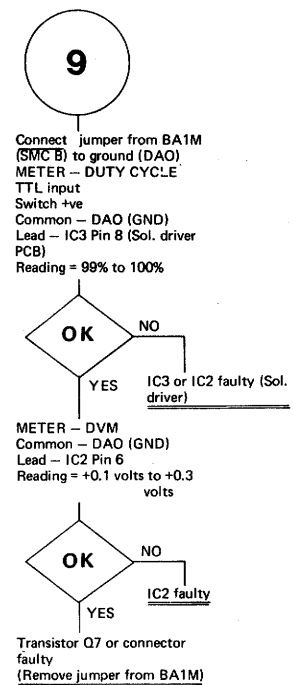 9
Connect jumper from BA1M
(SMC B) to ground (DAO)
METER – DUTY CYCLE
TTL input
Switch +ve
Common – DAO (GND)
Lead – IC3 Pin 8 (Sol. driver
PCB)
Reading = 99% to 100%
OK
NO
YES
IC3 or IC2 faulty (Sol.
driver)
METER – DVM
Common – DAO (GND)
Lead – IC2 Pin 6
Reading = +0.1 volts to +0.3
volts
OK
NO
YES
IC2 faulty
Transistor Q7 or connector
faulty
(Remove jumper from BA1M)